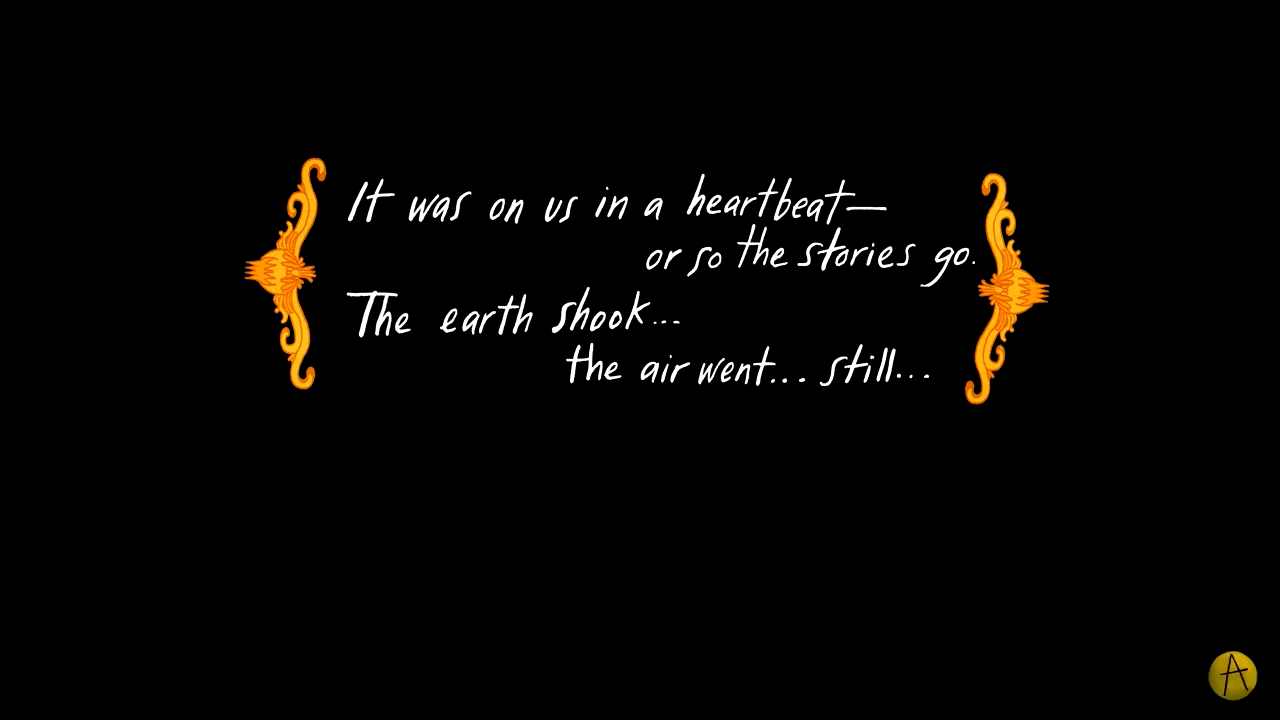 It was on us in a heartbeat—
or so the stories go.
The earth shook...
the air went... still...
A